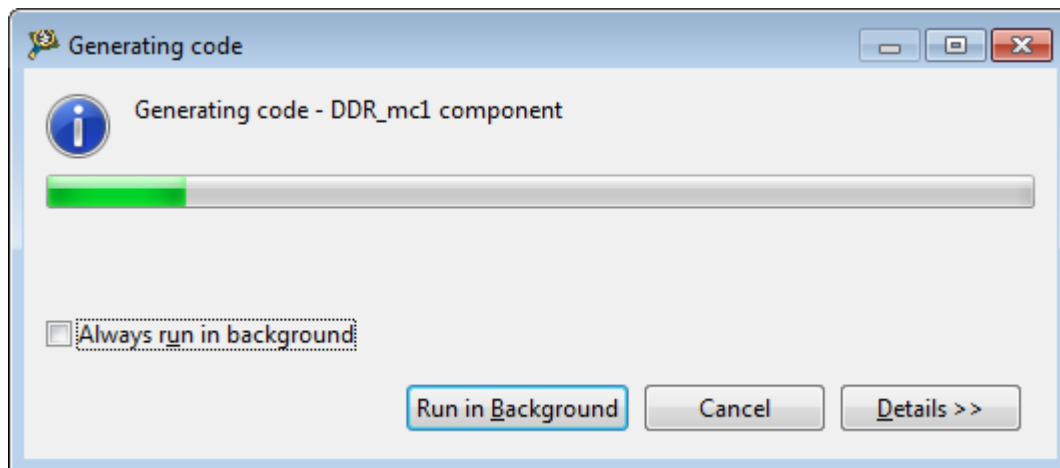 Generating code
Generating code - DDR_mc1 component
Always run in background
Run in Background Cancel Details >>